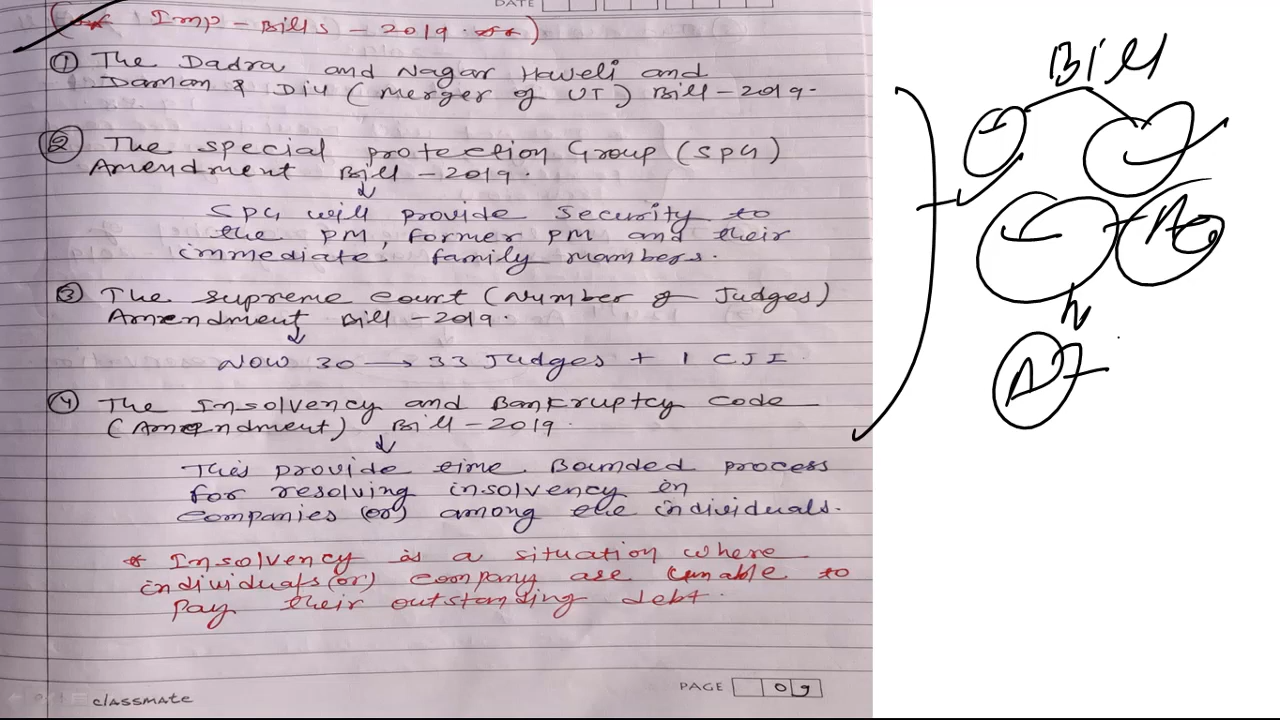 DATE
( ** Imp - Bills - 2019 ** )
① The Dadra and Nagar Haweli and
Daman & Diu (merger of UT) Bill - 2019-
② The special protection Group (SPG)
Amendment Bill - 2019.
SPG will provide security to
the PM, former PM and their
immediate. family mambers.
③ The supreme court (Number of Judges)
Amendment Bill - 2019.
Now 30 → 33 Judges + 1 CJI
④ The Insolvency and Bankruptcy code
(Amendment) Bill - 2019.
This provide time. Bounded process
for resolving insolvency in
companies (or) among the individuals.
* Insolvency is a situation where
individuals (or) company are unable to
pay their outstanding debt.
classmate
PAGE 09
Bill